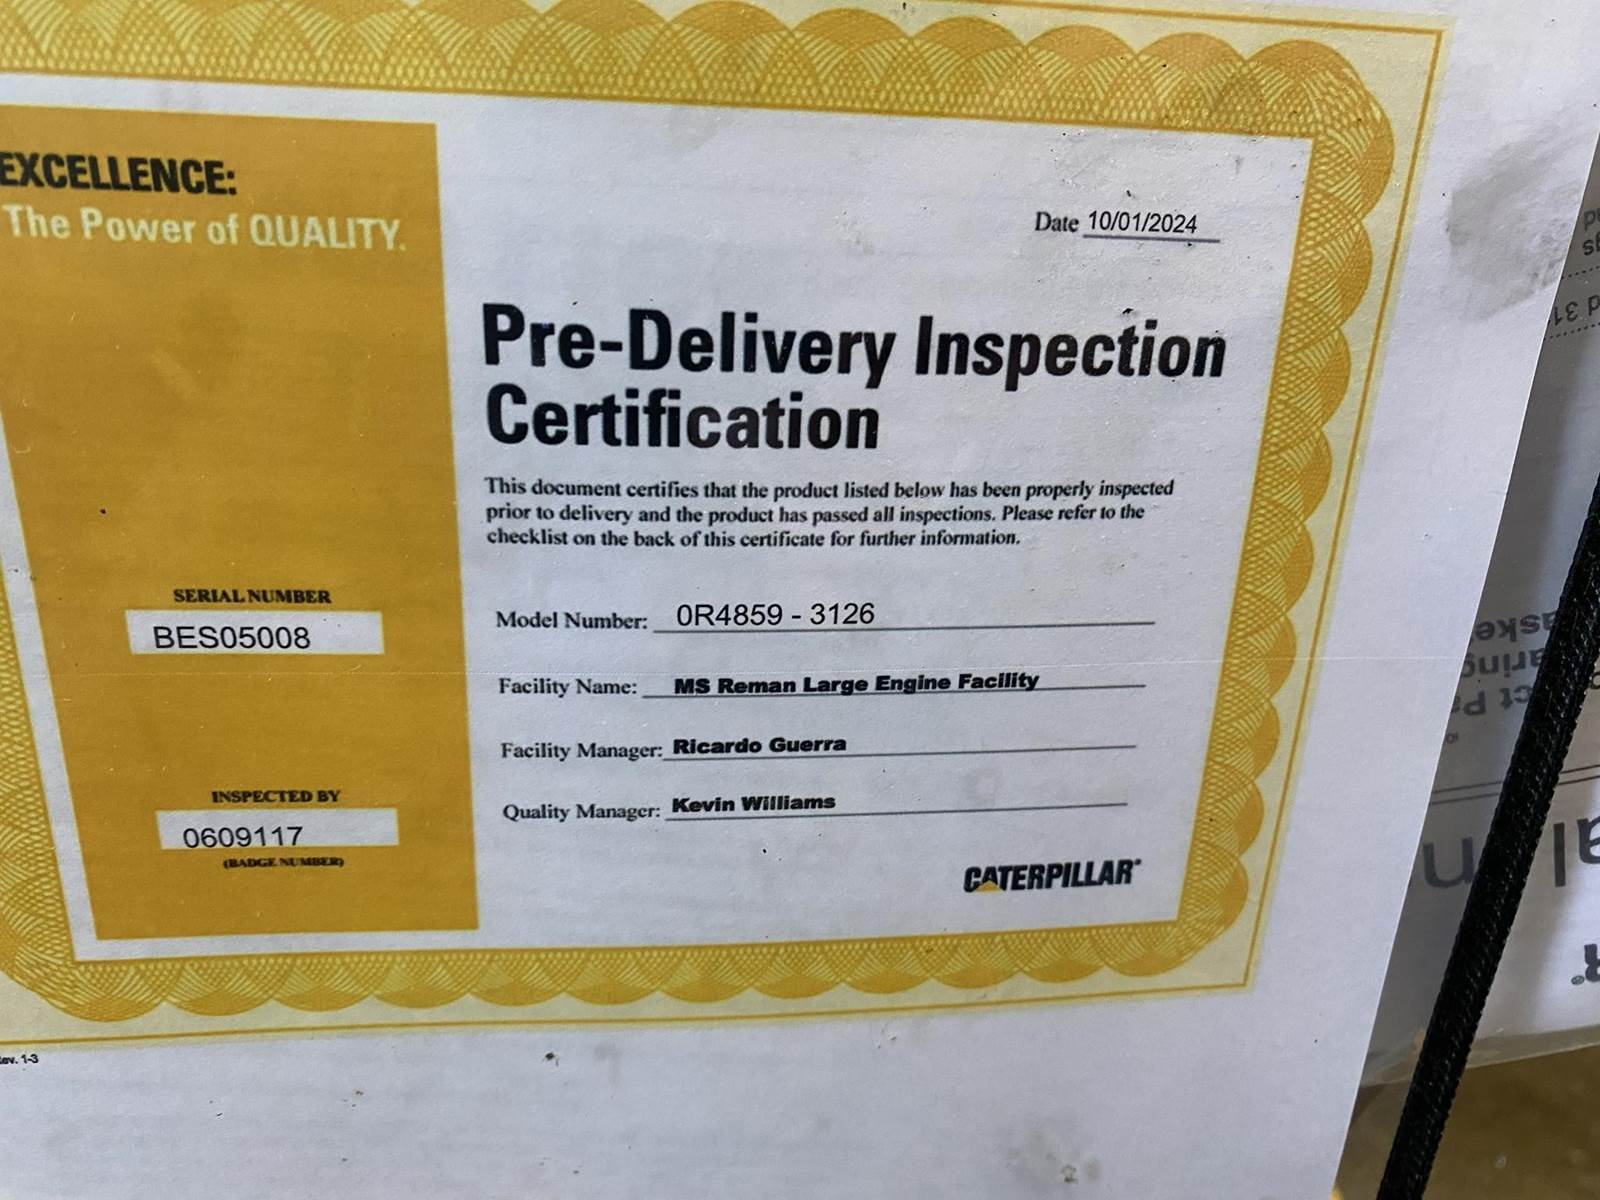 EXCELLENCE:
The Power of QUALITY.
Date 10/01/2024
Pre-Delivery Inspection
Certification
This document certifies that the product listed below has been properly inspected
prior to delivery and the product has passed all inspections. Please refer to the
checklist on the back of this certificate for further information.
SERIAL NUMBER
BES05008
Model Number: 0R4859 - 3126
Facility Name: MS Reman Large Engine Facility
Facility Manager: Ricardo Guerra
Quality Manager: Kevin Williams
INSPECTED BY
0609117
(BADGE NUMBER)
CATERPILLAR®
1-3